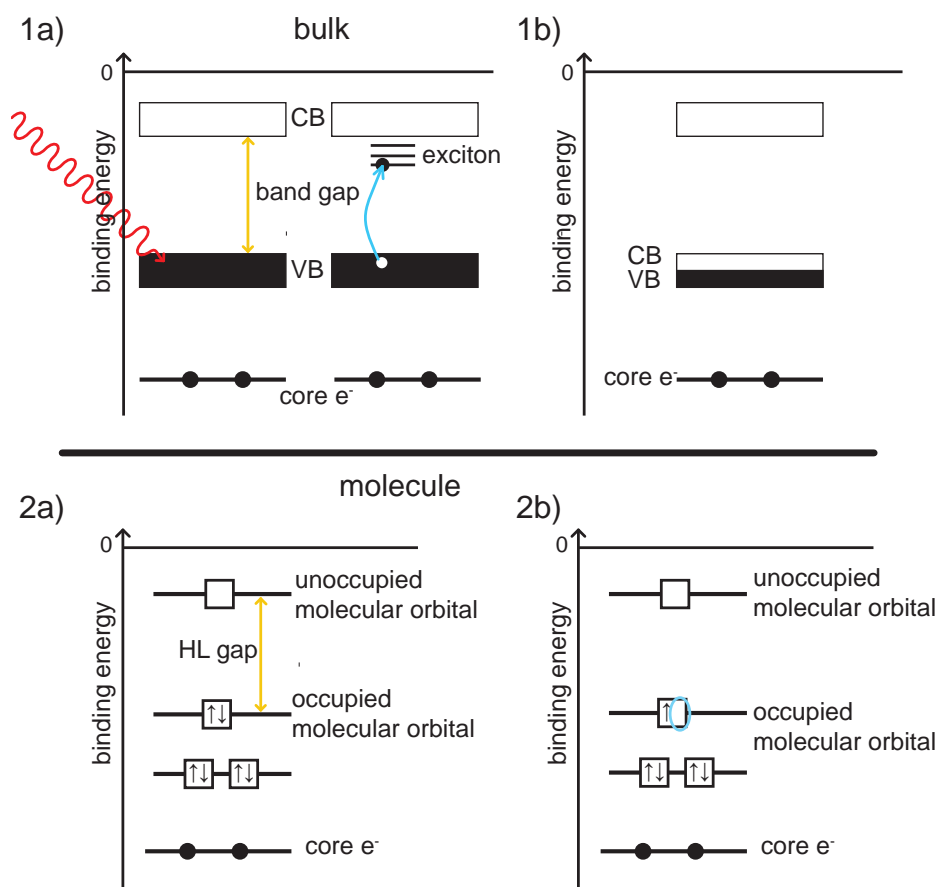 1a)
bulk
1b)
0
CB
exciton
band gap
VB
core e⁻
binding energy
0
CB
VB
core e⁻
binding energy
molecule
2a)
2b)
0
unoccupied
molecular orbital
HL gap
occupied
molecular orbital
↑↓
↑↓ ↑↓
core e⁻
binding energy
0
unoccupied
molecular orbital
↑
occupied
molecular orbital
↑↓ ↑↓
core e⁻
binding energy